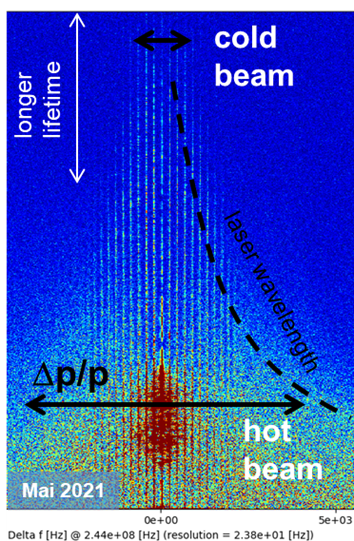 cold
beam
longer
lifetime
laser wavelength
Δp/p
hot
beam
Mai 2021
0e+00 5e+03
Delta f [Hz] @ 2.44e+08 [Hz] (resolution = 2.38e+01 [Hz])